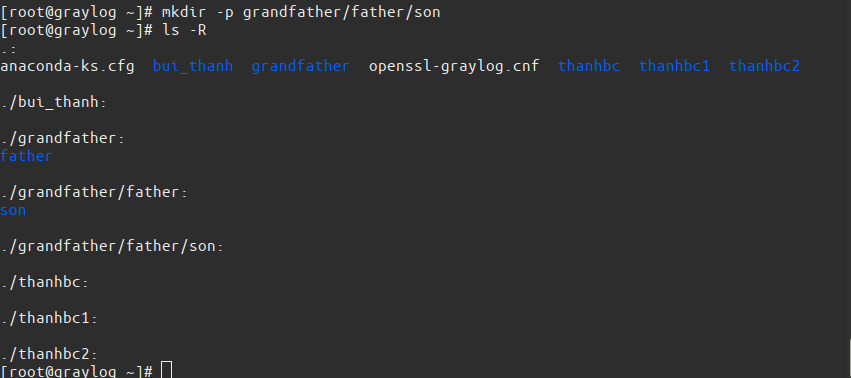 [root@graylog ~]# mkdir -p grandfather/father/son
[root@graylog ~]# ls -R
.:
anaconda-ks.cfg  bui_thanh  grandfather  openssl-graylog.cnf  thanhbc  thanhbc1  thanhbc2
./bui_thanh:
./grandfather:
father
./grandfather/father:
son
./grandfather/father/son:
./thanhbc:
./thanhbc1:
./thanhbc2:
[root@graylog ~]#